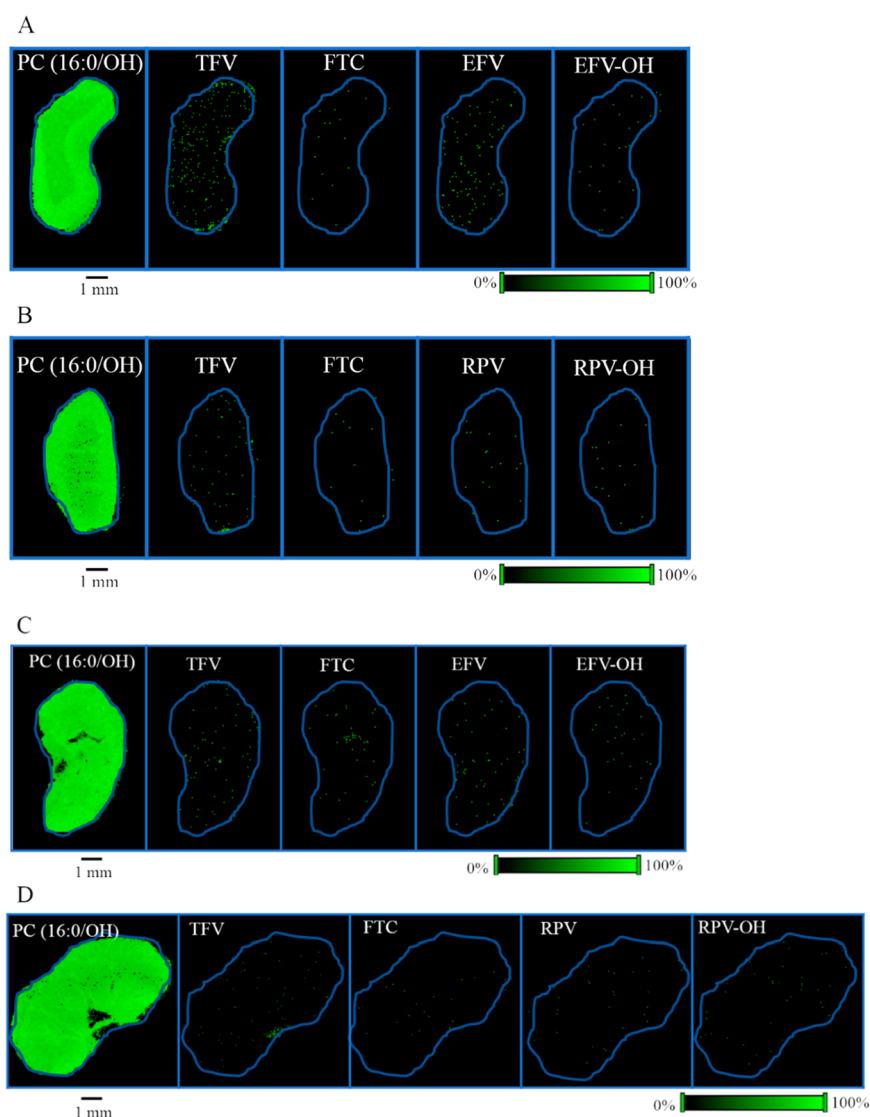 A
PC (16:0/OH) TFV FTC EFV EFV-OH
1 mm
0% 100%
B
PC (16:0/OH) TFV FTC RPV RPV-OH
1 mm
0% 100%
C
PC (16:0/OH) TFV FTC EFV EFV-OH
1 mm
0% 100%
D
PC (16:0/OH) TFV FTC RPV RPV-OH
1 mm
0% 100%